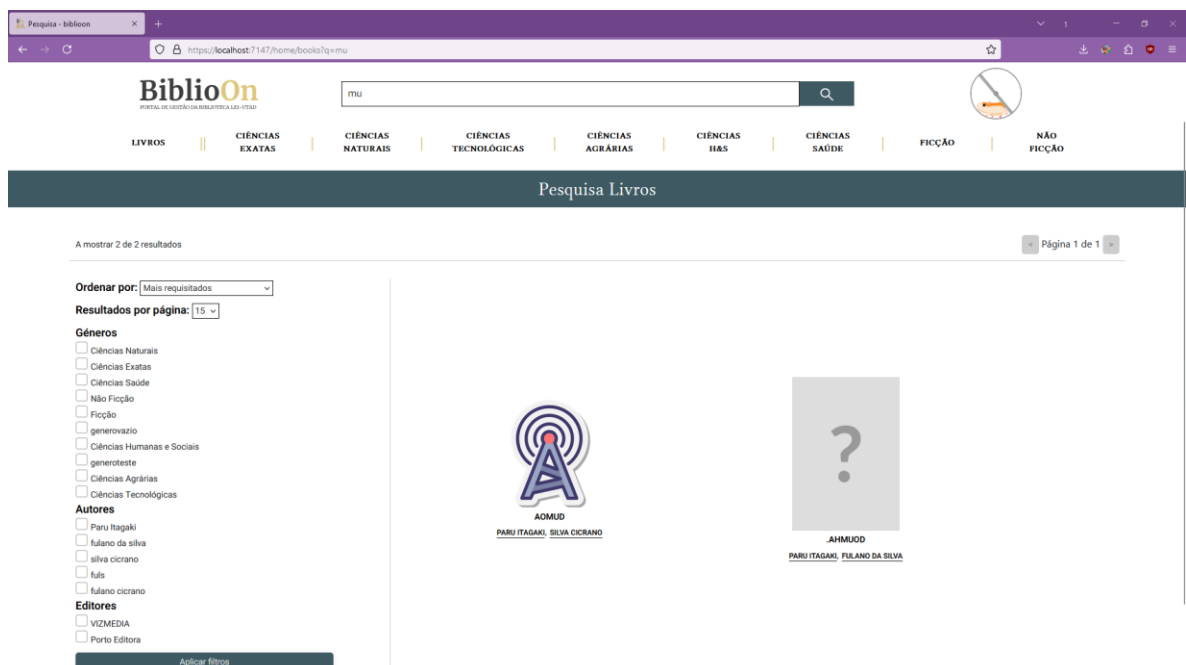 Pesquisa - biblioon
1
https://localhost:7147/home/books?q=mu
BiblioOn
PORTAL DE GESTÃO DA BIBLIOTECA LEI-UTAD
mu
LIVROS
CIÊNCIAS EXATAS
CIÊNCIAS NATURAIS
CIÊNCIAS TECNOLÓGICAS
CIÊNCIAS AGRÁRIAS
CIÊNCIAS H&S
CIÊNCIAS SAÚDE
FICÇÃO
NÃO FICÇÃO
Pesquisa Livros
A mostrar 2 de 2 resultados
< Página 1 de 1 >
Ordenar por: Mais requisitados
Resultados por página: 15
Géneros
Ciências Naturais
Ciências Exatas
Ciências Saúde
Não Ficção
Ficção
generovazio
Ciências Humanas e Sociais
generoteste
Ciências Agrárias
Ciências Tecnológicas
Autores
Paru Itagaki
fulano da silva
silva cicrano
fuls
fulano cicrano
Editores
VIZMEDIA
Porto Editora
Aplicar filtros
AOMUD
PARU ITAGAKI, SILVA CICRANO
?
.AHMUOD
PARU ITAGAKI, FULANO DA SILVA